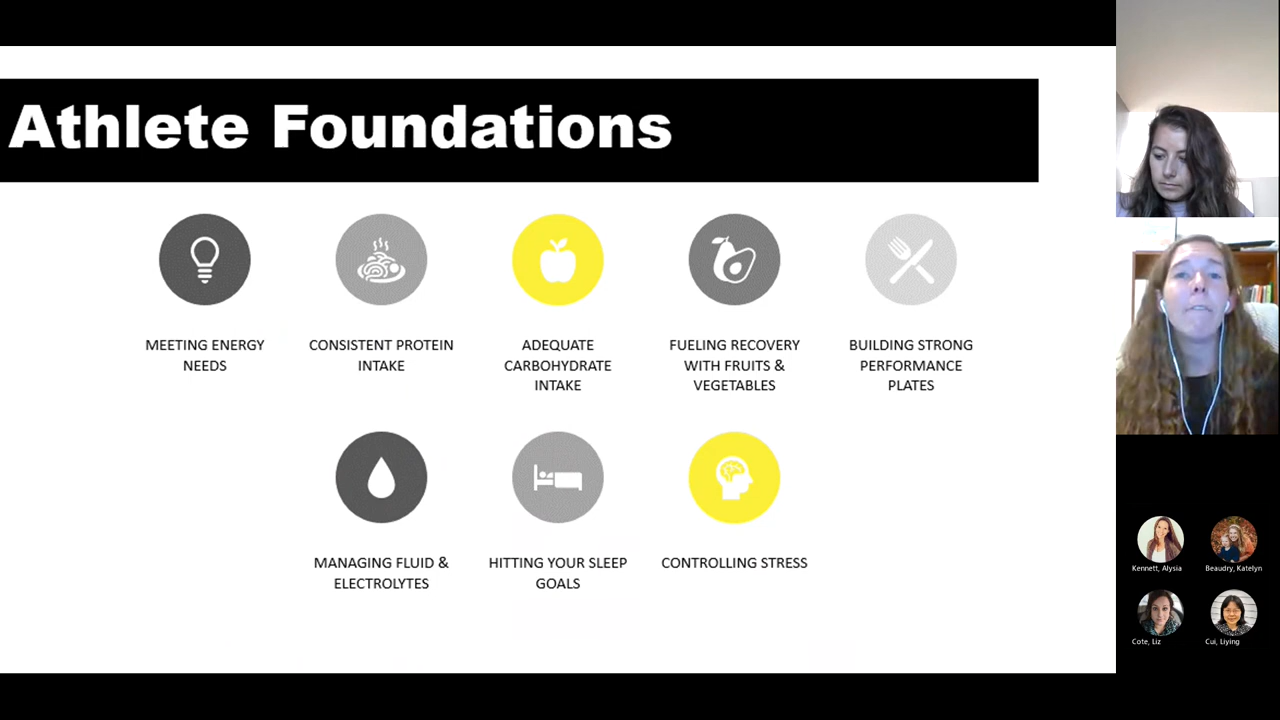 Athlete Foundations
MEETING ENERGY
NEEDS
CONSISTENT PROTEIN
INTAKE
ADEQUATE
CARBOHYDRATE
INTAKE
FUELING RECOVERY
WITH FRUITS &
VEGETABLES
BUILDING STRONG
PERFORMANCE
PLATES
MANAGING FLUID &
ELECTROLYTES
HITTING YOUR SLEEP
GOALS
CONTROLLING STRESS
Kennett, Alysia
Beaudry, Katelyn
Cote, Liz
Cui, Liying